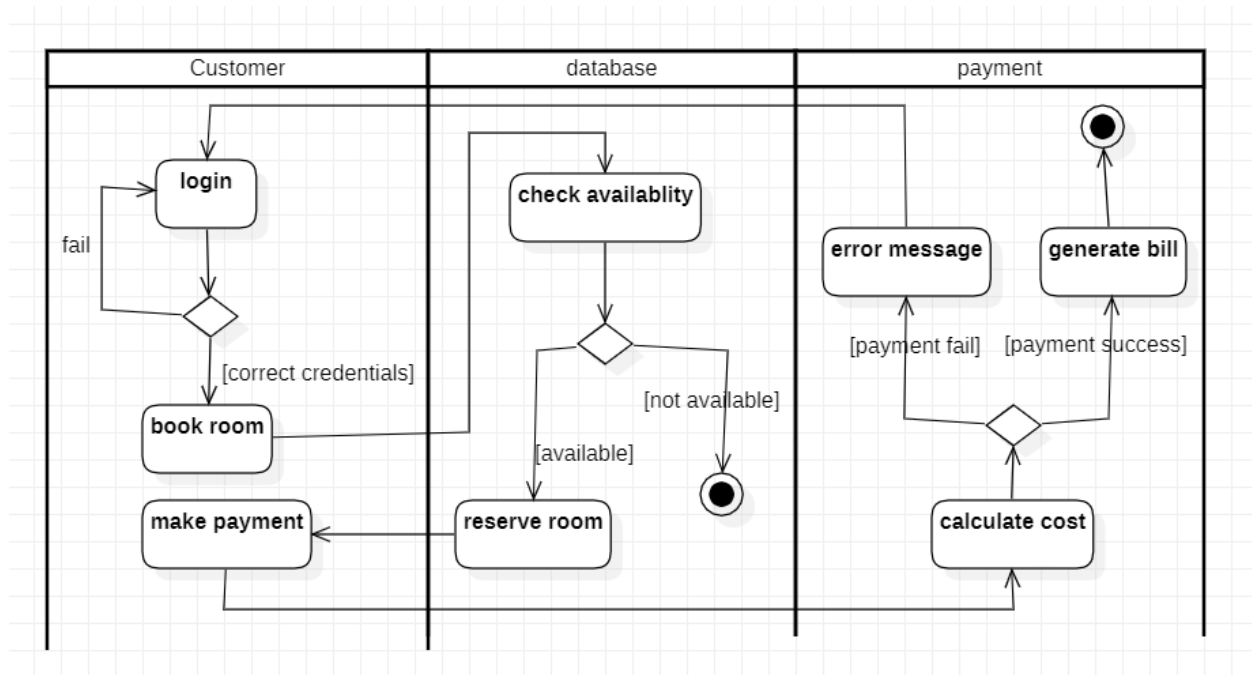 Customer
database
payment
login
fail
[correct credentials]
book room
make payment
check availablity
[not available]
[available]
reserve room
error message
generate bill
[payment fail]
[payment success]
calculate cost